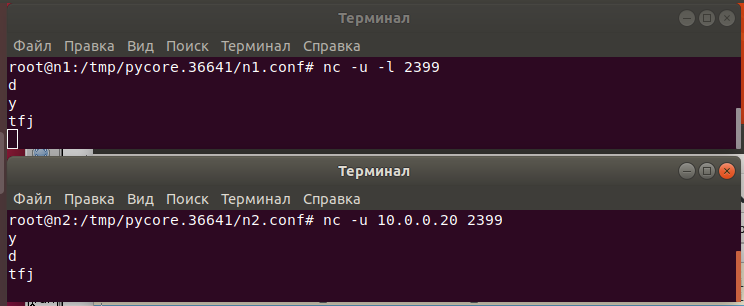 Терминал
Файл Правка Вид Поиск Терминал Справка
root@n1:/tmp/pycore.36641/n1.conf# nc -u -l 2399
d
y
tfj
Терминал
Файл Правка Вид Поиск Терминал Справка
root@n2:/tmp/pycore.36641/n2.conf# nc -u 10.0.0.20 2399
y
d
tfj